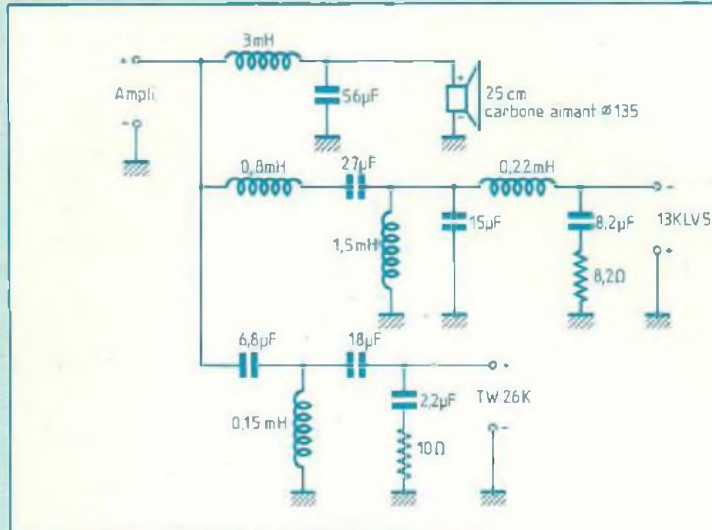 3mH
+
Ampli
-
56µF
+
-
25 cm
carbone aimant ø135
0,8mH
27µF
0,22mH
1,5mH
15µF
8,2µF
8,2Ω
-
13KLV5
+
6,8µF
18µF
+
0,15 mH
2,2µF
TW 26K
10Ω
-